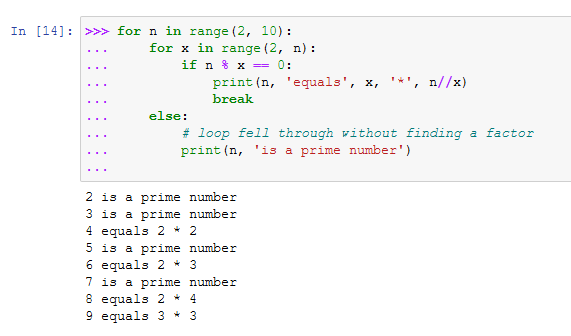 In [14]: >>> for n in range(2, 10):
...     for x in range(2, n):
...         if n % x == 0:
...             print(n, 'equals', x, '*', n//x)
...             break
...     else:
...         # loop fell through without finding a factor
...         print(n, 'is a prime number')
...
2 is a prime number
3 is a prime number
4 equals 2 * 2
5 is a prime number
6 equals 2 * 3
7 is a prime number
8 equals 2 * 4
9 equals 3 * 3